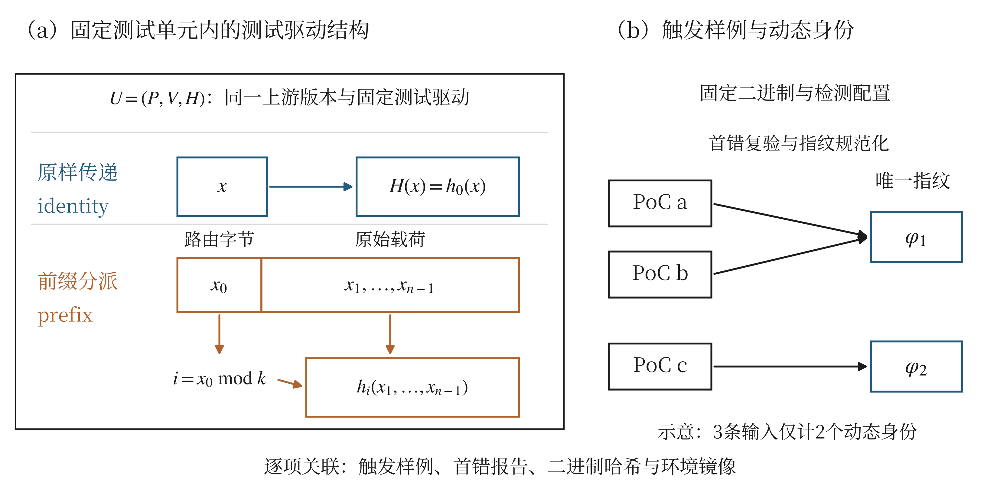 （a）固定测试单元内的测试驱动结构
U=(P, V, H)：同一上游版本与固定测试驱动
原样传递
identity
x
H(x)=h₀(x)
路由字节
原始载荷
前缀分派
prefix
x₀
x₁, …, xₙ₋₁
i=x₀ mod k
hᵢ(x₁, …, xₙ₋₁)
（b）触发样例与动态身份
固定二进制与检测配置
首错复验与指纹规范化
唯一指纹
PoC a
PoC b
φ₁
PoC c
φ₂
示意：3条输入仅计2个动态身份
逐项关联：触发样例、首错报告、二进制哈希与环境镜像